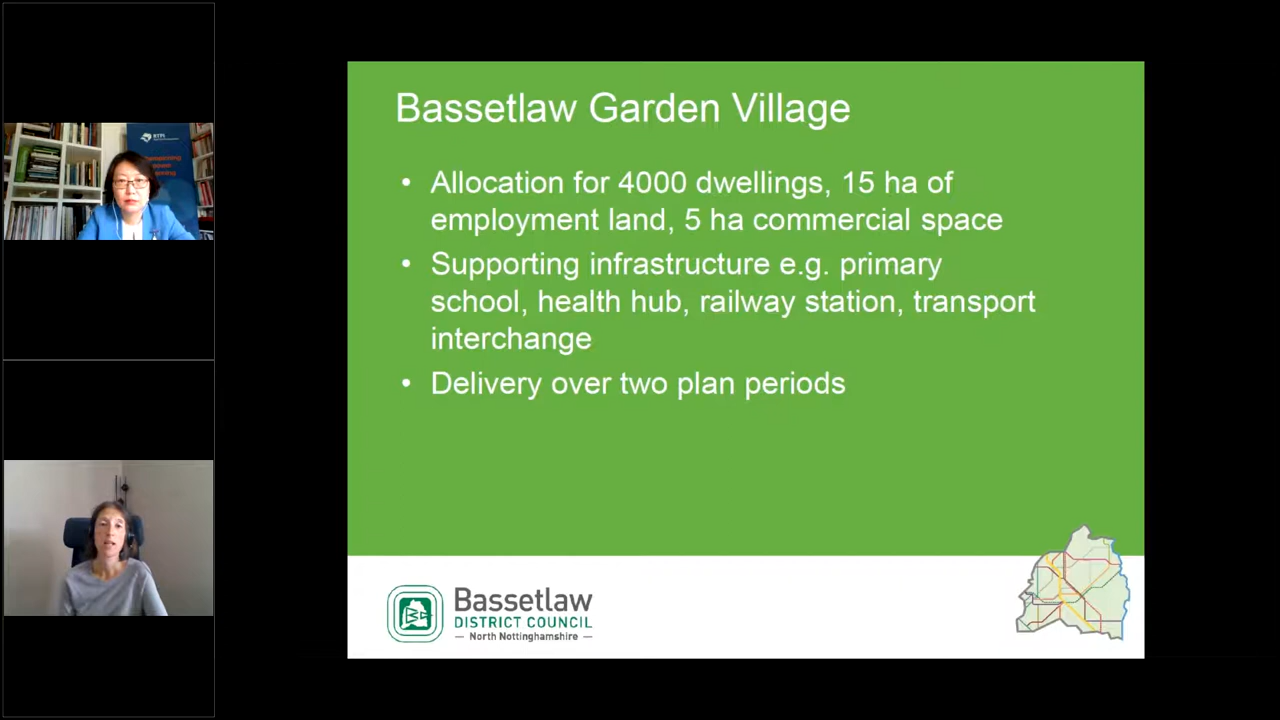 RTPI
Bassetlaw Garden Village
• Allocation for 4000 dwellings, 15 ha of
employment land, 5 ha commercial space
• Supporting infrastructure e.g. primary
school, health hub, railway station, transport
interchange
• Delivery over two plan periods
Bassetlaw
DISTRICT COUNCIL
— North Nottinghamshire —